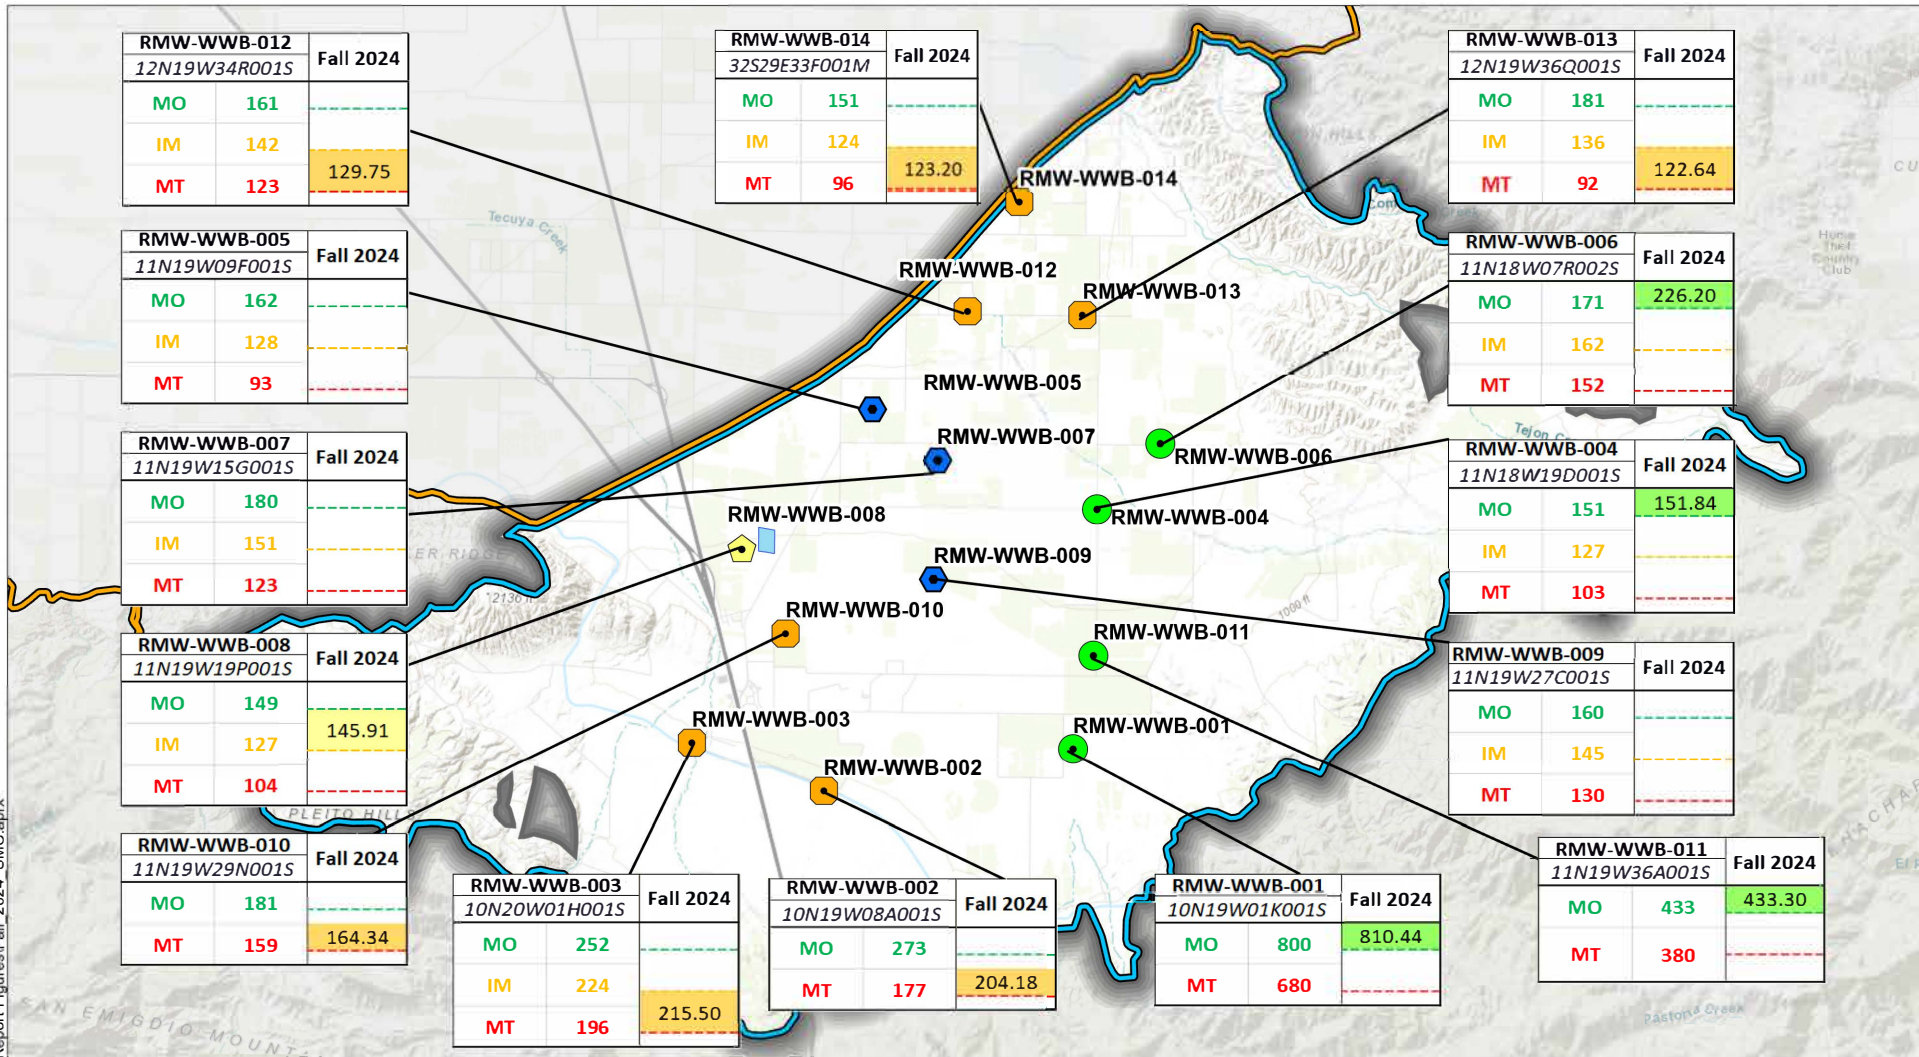 RMW-WWB-012
12N19W34R001S
Fall 2024
MO 161
IM 142
MT 123
129.75
RMW-WWB-014
32S29E33F001M
Fall 2024
MO 151
IM 124
MT 96
123.20
RMW-WWB-013
12N19W36Q001S
Fall 2024
MO 181
IM 136
MT 92
122.64
RMW-WWB-005
11N19W09F001S
Fall 2024
MO 162
IM 128
MT 93
RMW-WWB-006
11N18W07R002S
Fall 2024
MO 171
226.20
IM 162
MT 152
RMW-WWB-007
11N19W15G001S
Fall 2024
MO 180
IM 151
MT 123
RMW-WWB-004
11N18W19D001S
Fall 2024
MO 151
151.84
IM 127
MT 103
RMW-WWB-008
11N19W19P001S
Fall 2024
MO 149
IM 127
145.91
MT 104
RMW-WWB-009
11N19W27C001S
Fall 2024
MO 160
IM 145
MT 130
RMW-WWB-010
11N19W29N001S
Fall 2024
MO 181
MT 159
164.34
RMW-WWB-003
10N20W01H001S
Fall 2024
MO 252
IM 224
MT 196
215.50
RMW-WWB-002
10N19W08A001S
Fall 2024
MO 273
MT 177
204.18
RMW-WWB-001
10N19W01K001S
Fall 2024
MO 800
810.44
MT 680
RMW-WWB-011
11N19W36A001S
Fall 2024
MO 433
433.30
MT 380
RMW-WWB-014
RMW-WWB-012
RMW-WWB-013
RMW-WWB-005
RMW-WWB-007
RMW-WWB-006
RMW-WWB-008
RMW-WWB-004
RMW-WWB-009
RMW-WWB-010
RMW-WWB-011
RMW-WWB-003
RMW-WWB-001
RMW-WWB-002
Tecuya Creek
Tejon
1000 ft
PLEITO HILLS
SAN EMIGDIO
Pastoria Creek
Country
Club